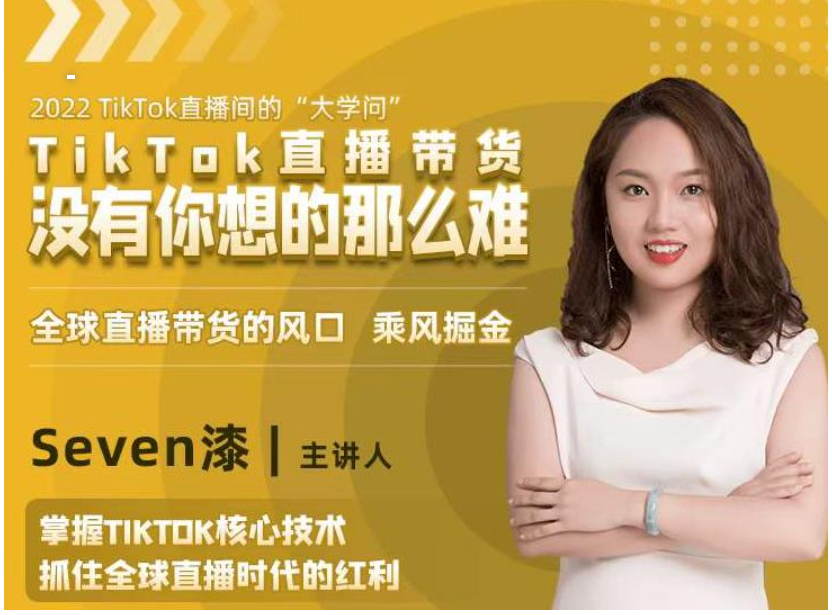 2022 TikTok直播间的“大学问”
TikTok直播带货
没有你想的那么难
全球直播带货的风口 乘风掘金
Seven漆 | 主讲人
掌握TIKTOK核心技术
抓住全球直播时代的红利